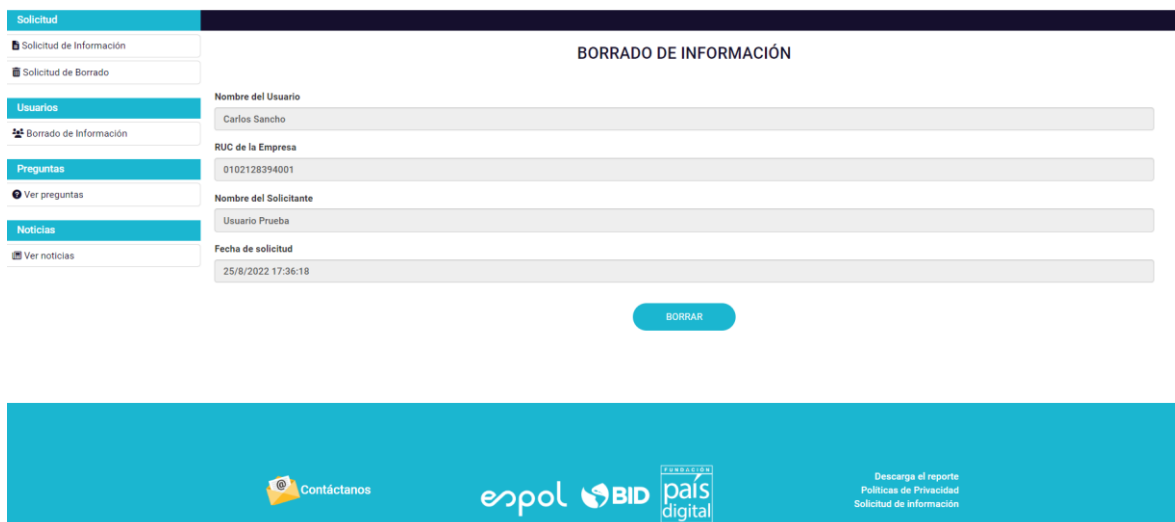 Solicitud
Solicitud de Información
Solicitud de Borrado
Usuarios
Borrado de Información
Preguntas
Ver preguntas
Noticias
Ver noticias
BORRADO DE INFORMACIÓN
Nombre del Usuario
Carlos Sancho
RUC de la Empresa
0102128394001
Nombre del Solicitante
Usuario Prueba
Fecha de solicitud
25/8/2022 17:36:18
BORRAR
@
Contáctanos
espol
BID
FUNDACIÓN
país
digital
Descarga el reporte
Políticas de Privacidad
Solicitud de información